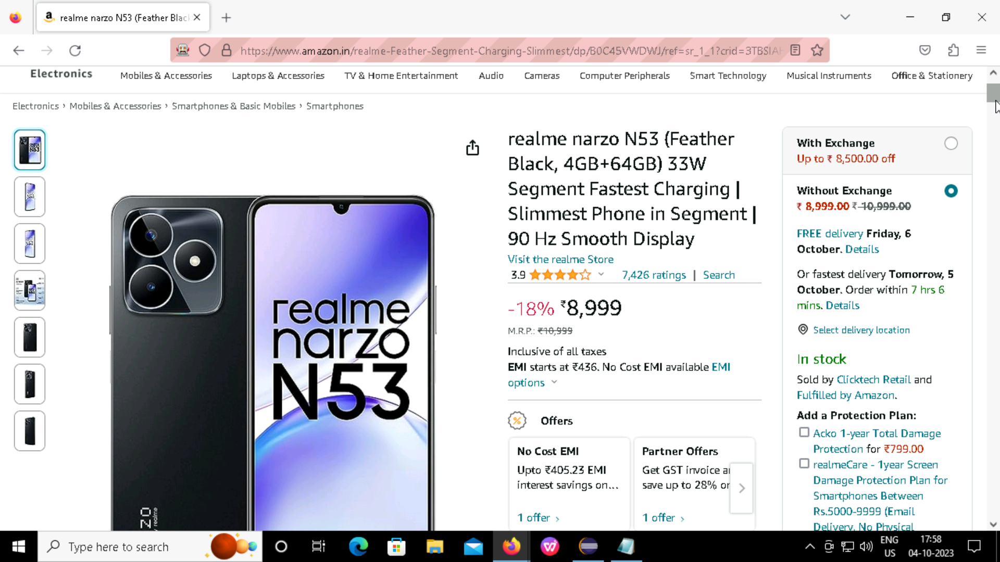 realme narzo N53 (Feather Blac
https://www.amazon.in/realme-Feather-Segment-Charging-Slimmest/dp/B0C45VWDWJ/ref=sr_1_1?crid=3TBSIAH
Electronics Mobiles & Accessories Laptops & Accessories TV & Home Entertainment Audio Cameras Computer Peripherals Smart Technology Musical Instruments Office & Stationery
Electronics › Mobiles & Accessories › Smartphones & Basic Mobiles › Smartphones
realme
narzo
N53
realme narzo N53 (Feather
Black, 4GB+64GB) 33W
Segment Fastest Charging |
Slimmest Phone in Segment |
90 Hz Smooth Display
Visit the realme Store
3.9 7,426 ratings | Search
-18% ₹8,999
M.R.P.: ₹10,999
Inclusive of all taxes
EMI starts at ₹436. No Cost EMI available EMI
options
Offers
No Cost EMI
Upto ₹405.23 EMI
interest savings on...
1 offer ›
Partner Offers
Get GST invoice a
save up to 28% or
1 offer ›
With Exchange
Up to ₹ 8,500.00 off
Without Exchange
₹ 8,999.00 ₹ 10,999.00
FREE delivery Friday, 6
October. Details
Or fastest delivery Tomorrow, 5
October. Order within 7 hrs 6
mins. Details
Select delivery location
In stock
Sold by Clicktech Retail and
Fulfilled by Amazon.
Add a Protection Plan:
Acko 1-year Total Damage
Protection for ₹799.00
realmeCare - 1year Screen
Damage Protection Plan for
Smartphones Between
Rs.5000-9999 (Email
Delivery, No Physical
Type here to search
ENG
US
17:58
04-10-2023